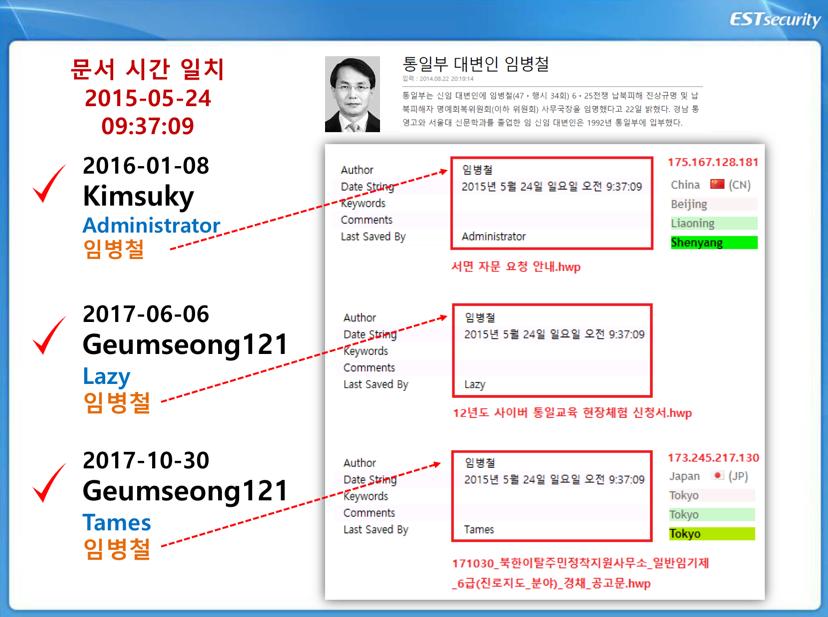 ESTsecurity
문서 시간 일치
2015-05-24
09:37:09
통일부 대변인 임병철
입력 : 2014.08.22 20:19:14
통일부는 신임 대변인에 임병철(47·행시 34회) 6·25전쟁 납북피해 진상규명 및 납
북피해자 명예회복위원회(이하 위원회) 사무국장을 임명했다고 22일 밝혔다. 경남 통
영고와 서울대 신문학과를 졸업한 임 신임 대변인은 1992년 통일부에 입부했다.
2016-01-08
Kimsuky
Administrator
임병철
Author 임병철
Date String 2015년 5월 24일 일요일 오전 9:37:09
Keywords
Comments
Last Saved By Administrator
서면 자문 요청 안내.hwp
175.167.128.181
China (CN)
Beijing
Liaoning
Shenyang
2017-06-06
Geumseong121
Lazy
임병철
Author 임병철
Date String 2015년 5월 24일 일요일 오전 9:37:09
Keywords
Comments
Last Saved By Lazy
12년도 사이버 통일교육 현장체험 신청서.hwp
2017-10-30
Geumseong121
Tames
임병철
Author 임병철
Date String 2015년 5월 24일 일요일 오전 9:37:09
Keywords
Comments
Last Saved By Tames
171030_북한이탈주민정착지원사무소_일반임기제
_6급(진로지도_분야)_경채_공고문.hwp
173.245.217.130
Japan (JP)
Tokyo
Tokyo
Tokyo